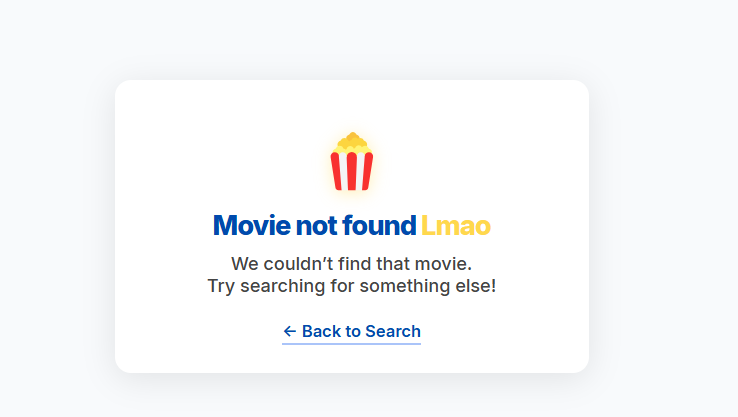 Movie not found Lmao
We couldn’t find that movie.
Try searching for something else!
← Back to Search